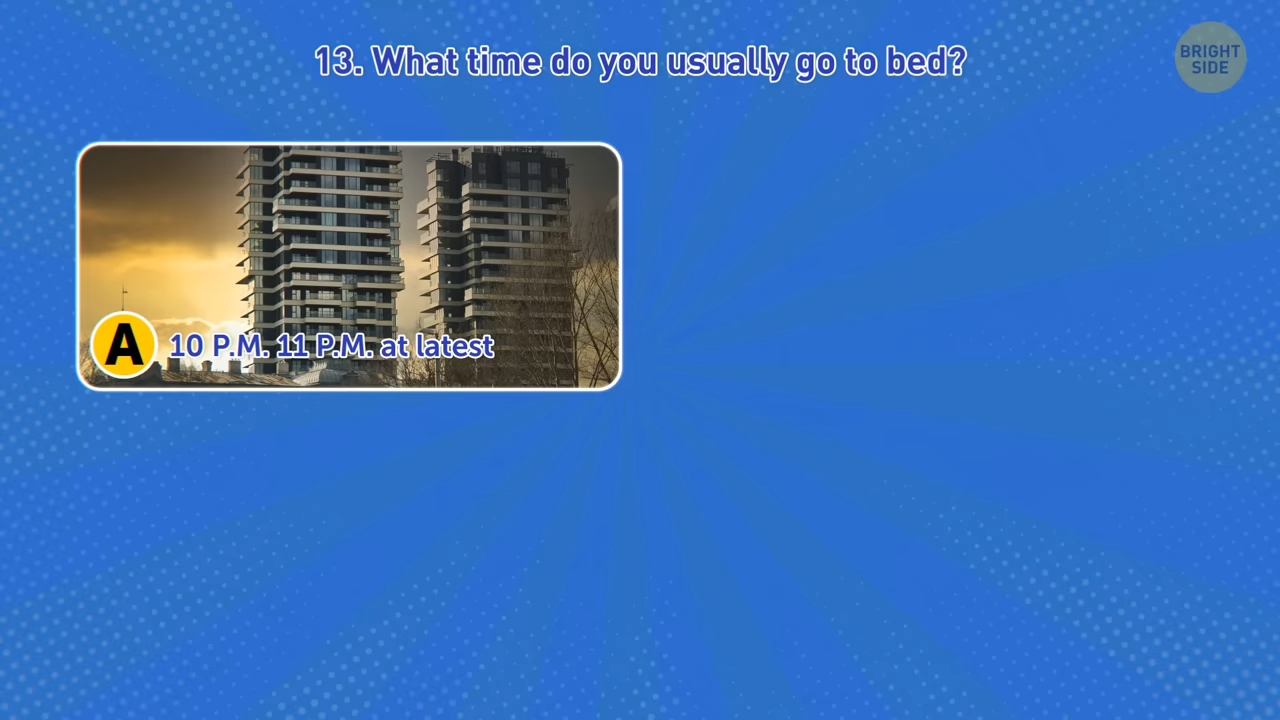 13. What time do you usually go to bed?
BRIGHT
SIDE
A
10 P.M. 11 P.M. at latest